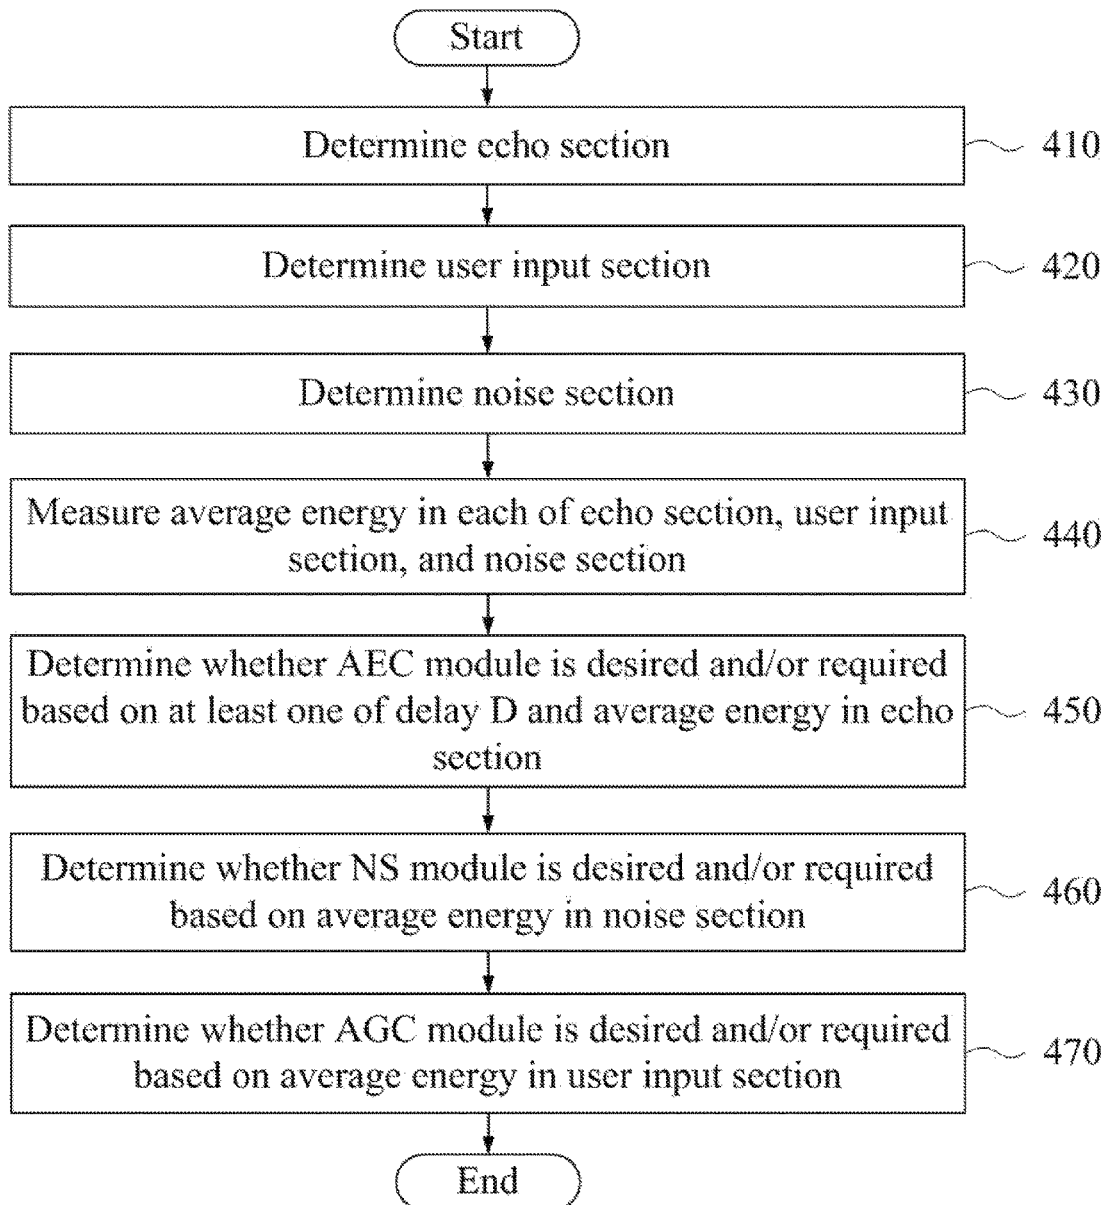 Start
Determine echo section
410
Determine user input section
420
Determine noise section
430
Measure average energy in each of echo section, user input
section, and noise section
440
Determine whether AEC module is desired and/or required
based on at least one of delay D and average energy in echo
section
450
Determine whether NS module is desired and/or required
based on average energy in noise section
460
Determine whether AGC module is desired and/or required
based on average energy in user input section
470
End